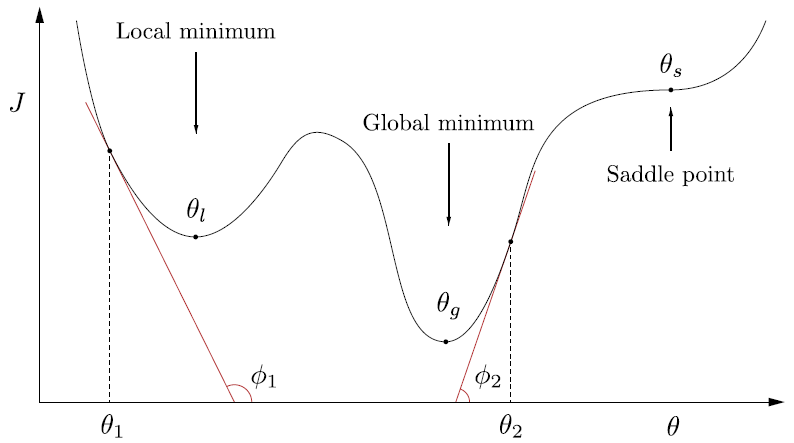 Local minimum
θ_s
J
Global minimum
Saddle point
θ_l
θ_g
ϕ_1
ϕ_2
θ_1
θ_2
θ